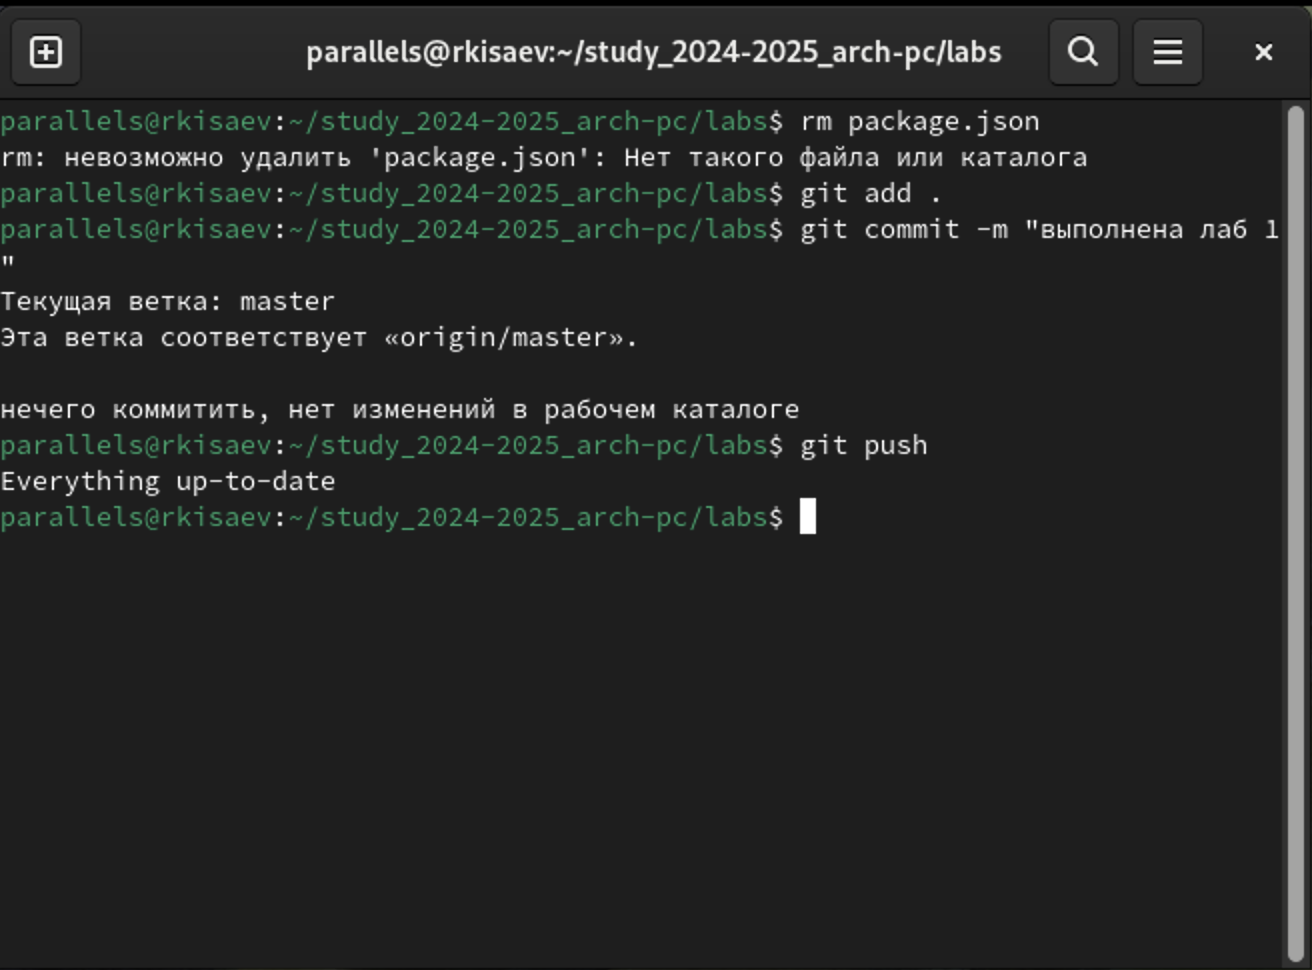 parallels@rkisaev:~/study_2024-2025_arch-pc/labs
parallels@rkisaev:~/study_2024-2025_arch-pc/labs$ rm package.json
rm: невозможно удалить 'package.json': Нет такого файла или каталога
parallels@rkisaev:~/study_2024-2025_arch-pc/labs$ git add .
parallels@rkisaev:~/study_2024-2025_arch-pc/labs$ git commit -m "выполнена лаб 1
"
Текущая ветка: master
Эта ветка соответствует «origin/master».
нечего коммитить, нет изменений в рабочем каталоге
parallels@rkisaev:~/study_2024-2025_arch-pc/labs$ git push
Everything up-to-date
parallels@rkisaev:~/study_2024-2025_arch-pc/labs$